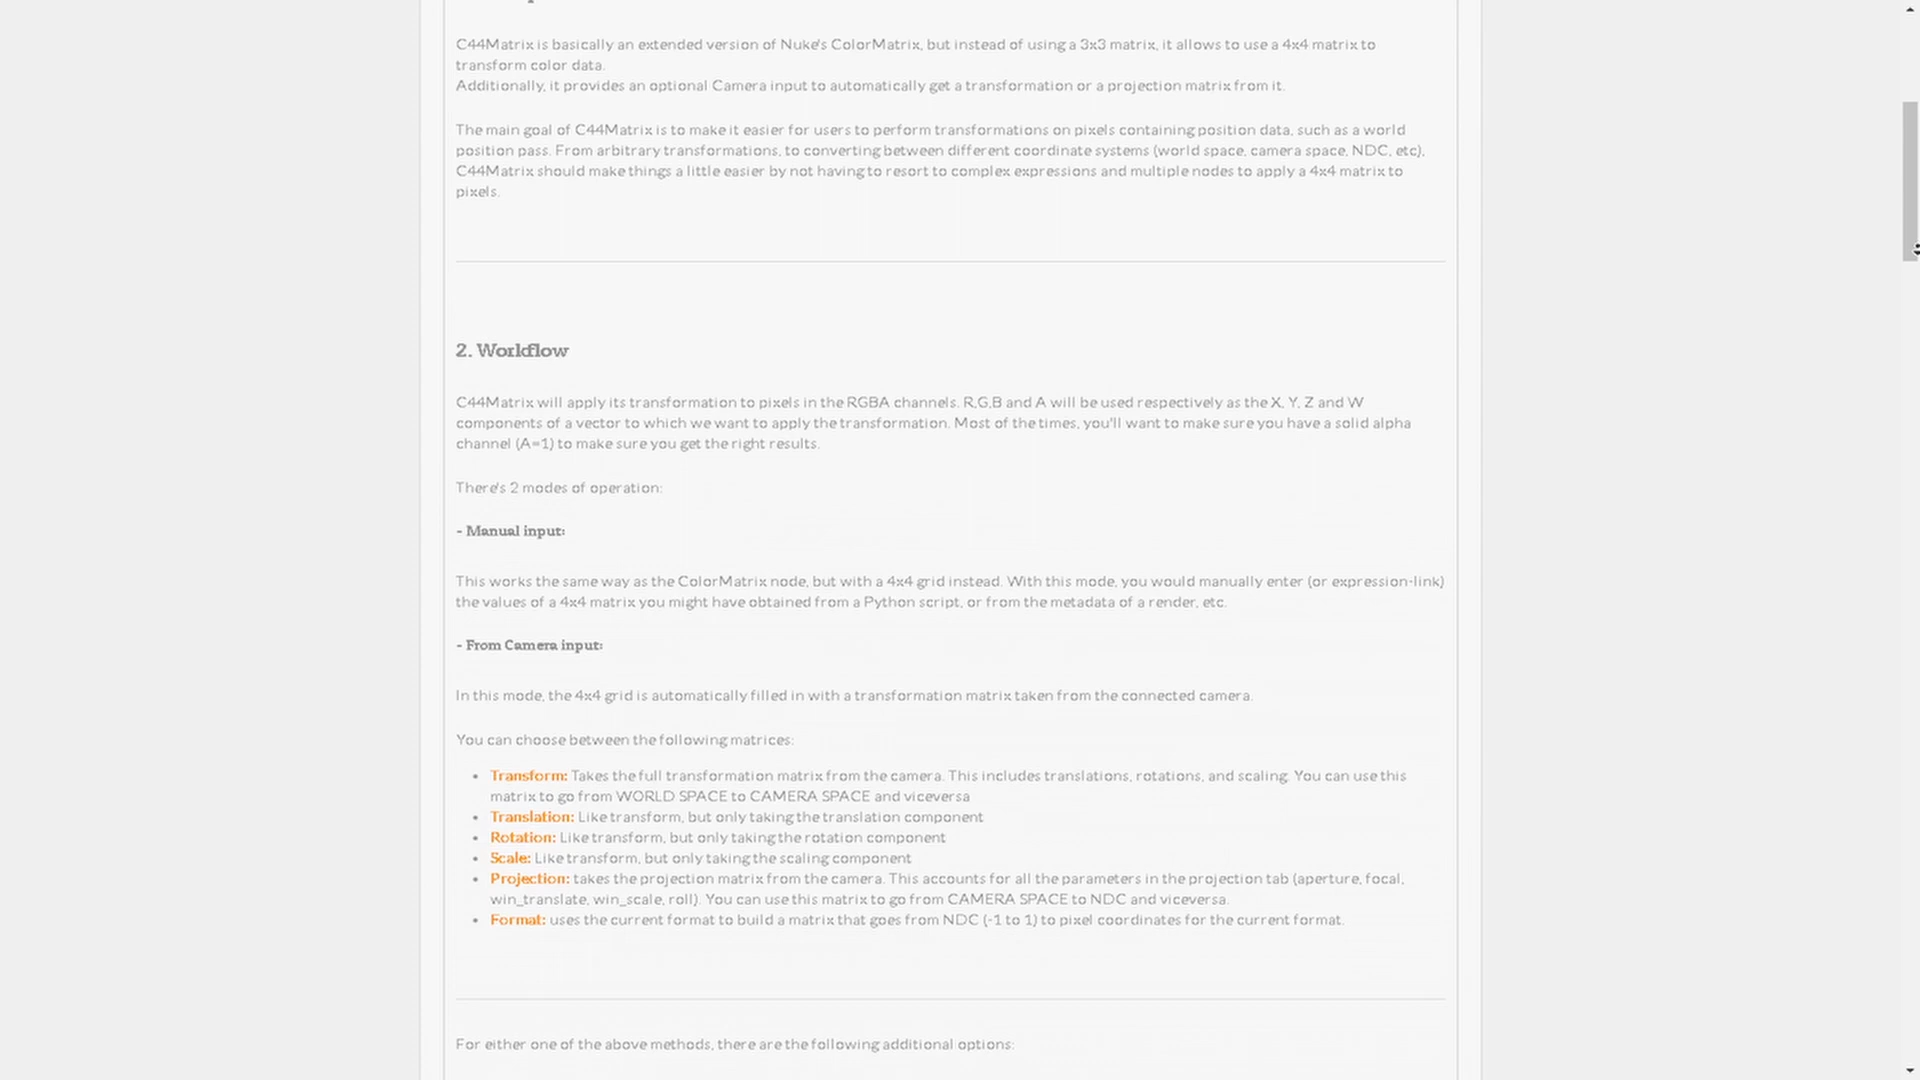 C44Matrix is basically an extended version of Nuke's ColorMatrix, but instead of using a 3x3 matrix, it allows to use a 4x4 matrix to
transform color data.
Additionally, it provides an optional Camera input to automatically get a transformation or a projection matrix from it.
The main goal of C44Matrix is to make it easier for users to perform transformations on pixels containing position data, such as a world
position pass. From arbitrary transformations, to converting between different coordinate systems (world space, camera space, NDC, etc),
C44Matrix should make things a little easier by not having to resort to complex expressions and multiple nodes to apply a 4x4 matrix to
pixels.
2. Workflow
C44Matrix will apply its transformation to pixels in the RGBA channels. R,G,B and A will be used respectively as the X, Y, Z and W
components of a vector to which we want to apply the transformation. Most of the times, you'll want to make sure you have a solid alpha
channel (A=1) to make sure you get the right results.
There's 2 modes of operation:
- Manual input:
This works the same way as the ColorMatrix node, but with a 4x4 grid instead. With this mode, you would manually enter (or expression-link)
the values of a 4x4 matrix you might have obtained from a Python script, or from the metadata of a render, etc.
- From Camera input:
In this mode, the 4x4 grid is automatically filled in with a transformation matrix taken from the connected camera.
You can choose between the following matrices:
• Transform: Takes the full transformation matrix from the camera. This includes translations, rotations, and scaling. You can use this
matrix to go from WORLD SPACE to CAMERA SPACE and viceversa
• Translation: Like transform, but only taking the translation component
• Rotation: Like transform, but only taking the rotation component
• Scale: Like transform, but only taking the scaling component
• Projection: takes the projection matrix from the camera. This accounts for all the parameters in the projection tab (aperture, focal,
win_translate, win_scale, roll). You can use this matrix to go from CAMERA SPACE to NDC and viceversa.
• Format: uses the current format to build a matrix that goes from NDC (-1 to 1) to pixel coordinates for the current format.
For either one of the above methods, there are the following additional options: